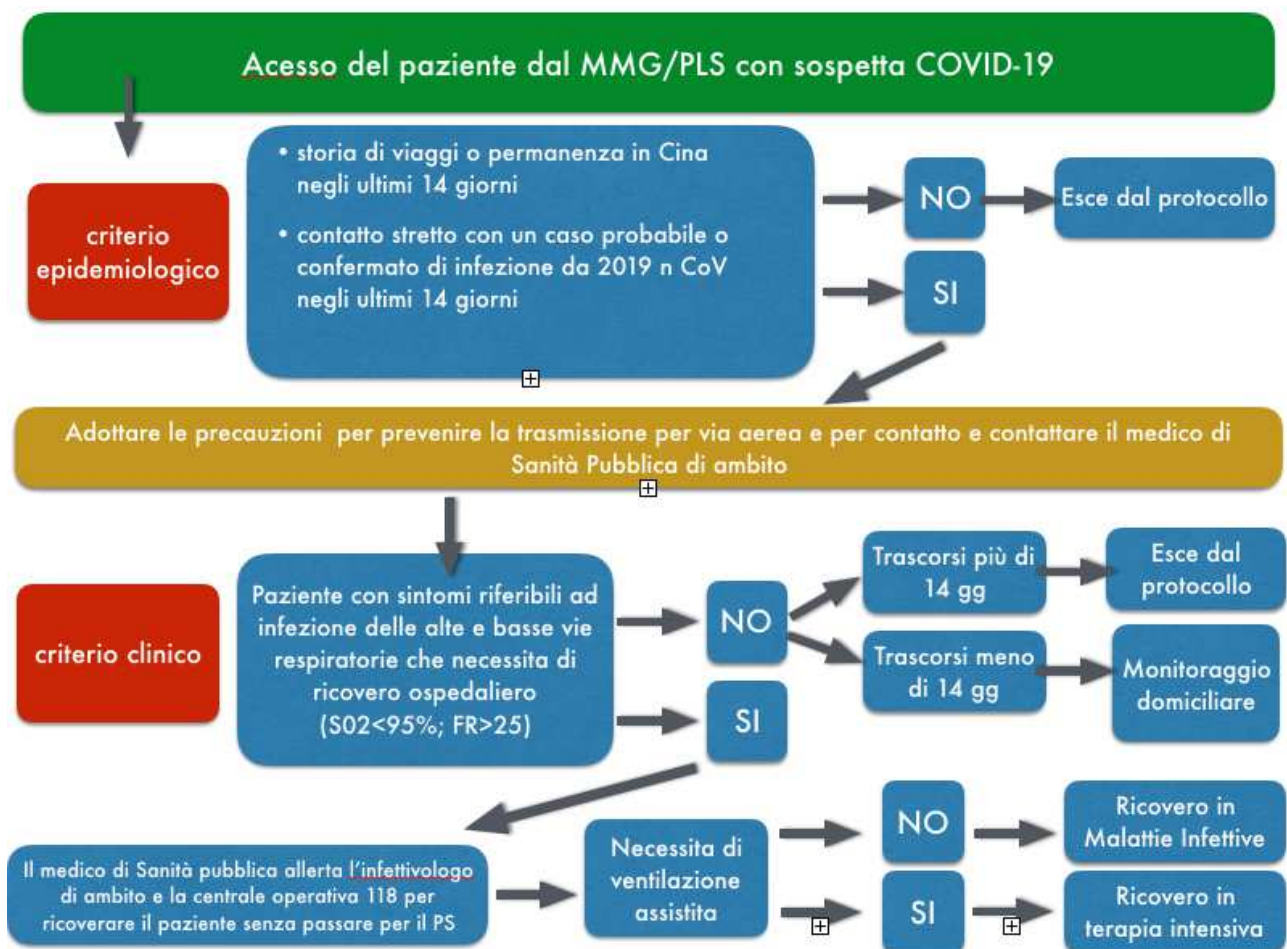 Acesso del paziente dal MMG/PLS con sospetta COVID-19
criterio
epidemiologico
• storia di viaggi o permanenza in Cina
negli ultimi 14 giorni
• contatto stretto con un caso probabile o
confermato di infezione da 2019 n CoV
negli ultimi 14 giorni
NO
Esce dal protocollo
SI
Adottare le precauzioni per prevenire la trasmissione per via aerea e per contatto e contattare il medico di
Sanità Pubblica di ambito
criterio clinico
Paziente con sintomi riferibili ad
infezione delle alte e basse vie
respiratorie che necessita di
ricovero ospedaliero
(S02<95%; FR>25)
NO
Trascorsi più di
14 gg
Esce dal
protocollo
Trascorsi meno
di 14 gg
Monitoraggio
domiciliare
SI
Il medico di Sanità pubblica allerta l'infettivologo
di ambito e la centrale operativa 118 per
ricoverare il paziente senza passare per il PS
Necessita di
ventilazione
assistita
NO
Ricovero in
Malattie Infettive
SI
Ricovero in
terapia intensiva